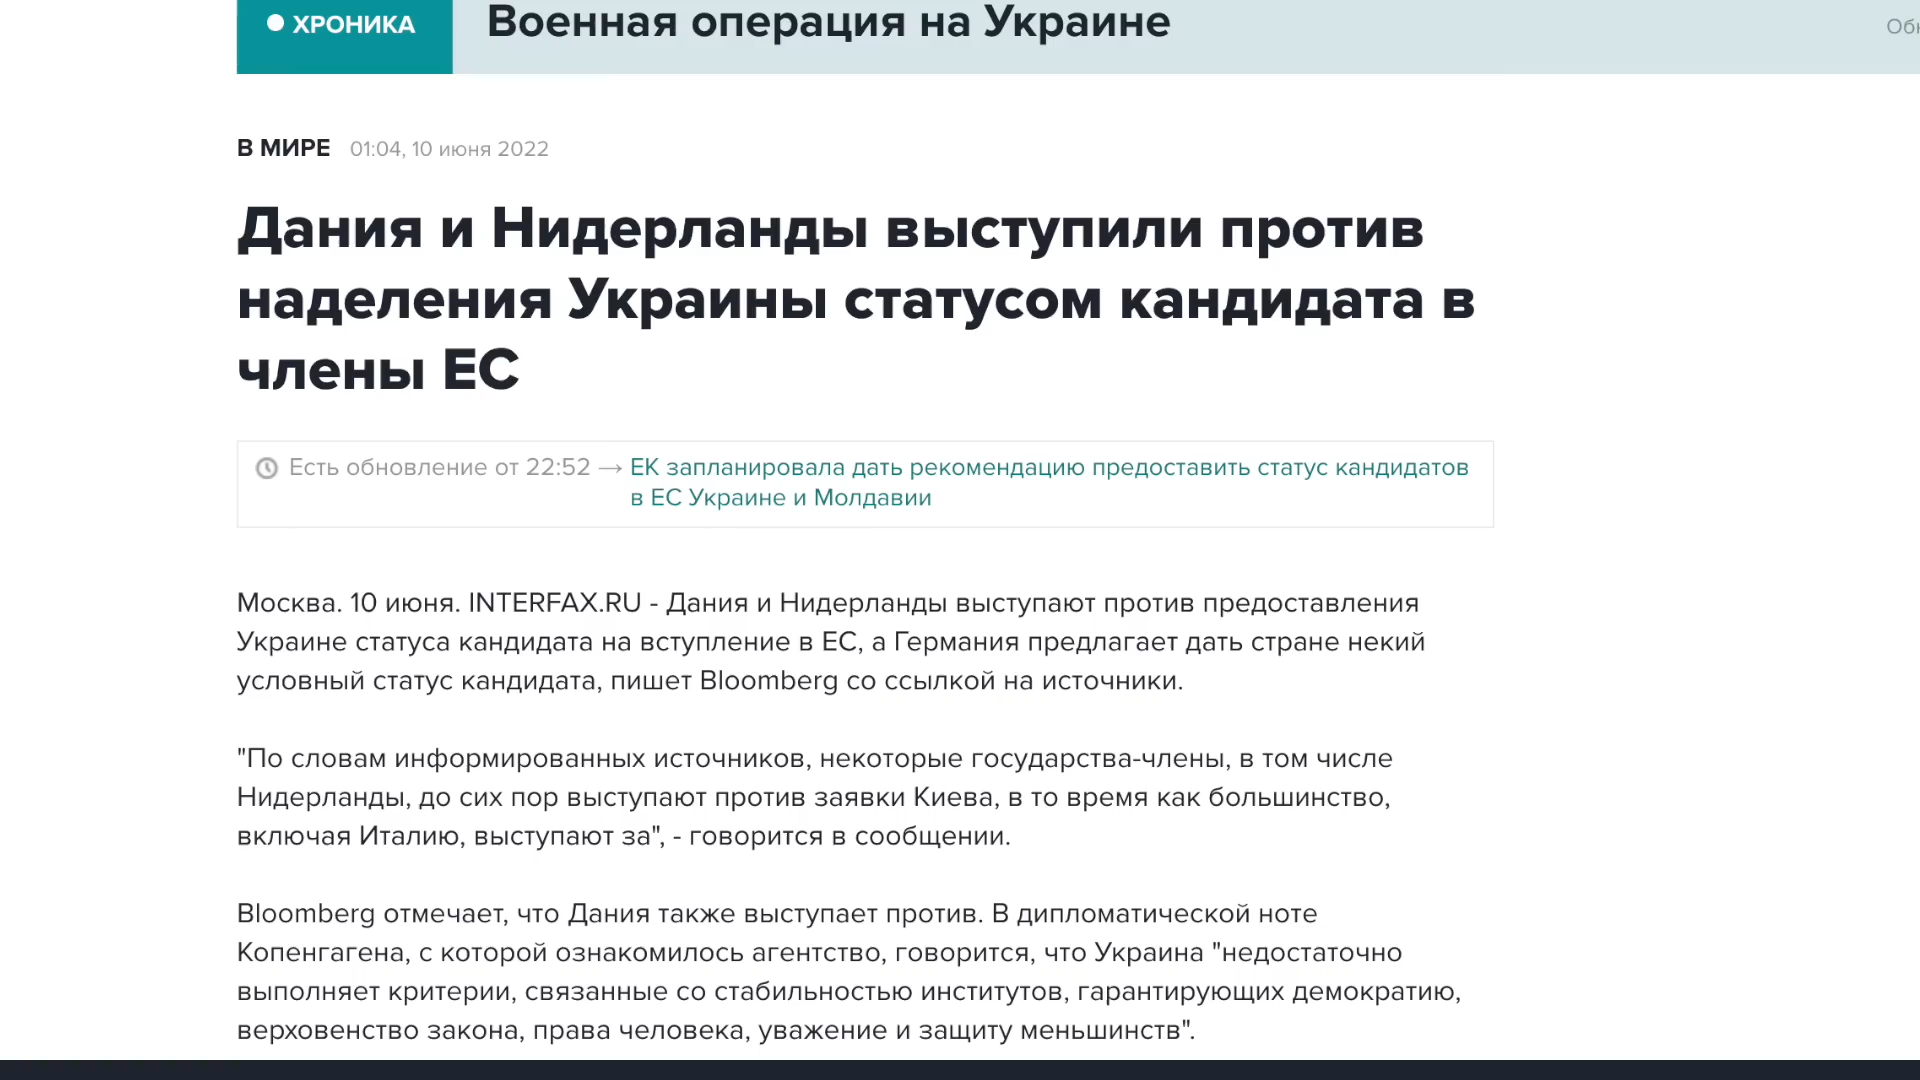 ХРОНИКА
Военная операция на Украине
В МИРЕ 01:04, 10 июня 2022
Дания и Нидерланды выступили против
наделения Украины статусом кандидата в
члены ЕС
Есть обновление от 22:52 → ЕК запланировала дать рекомендацию предоставить статус кандидатов
в ЕС Украине и Молдавии
Москва. 10 июня. INTERFAX.RU - Дания и Нидерланды выступают против предоставления
Украине статуса кандидата на вступление в ЕС, а Германия предлагает дать стране некий
условный статус кандидата, пишет Bloomberg со ссылкой на источники.
"По словам информированных источников, некоторые государства-члены, в том числе
Нидерланды, до сих пор выступают против заявки Киева, в то время как большинство,
включая Италию, выступают за", - говорится в сообщении.
Bloomberg отмечает, что Дания также выступает против. В дипломатической ноте
Копенгагена, с которой ознакомилось агентство, говорится, что Украина "недостаточно
выполняет критерии, связанные со стабильностью институтов, гарантирующих демократию,
верховенство закона, права человека, уважение и защиту меньшинств".